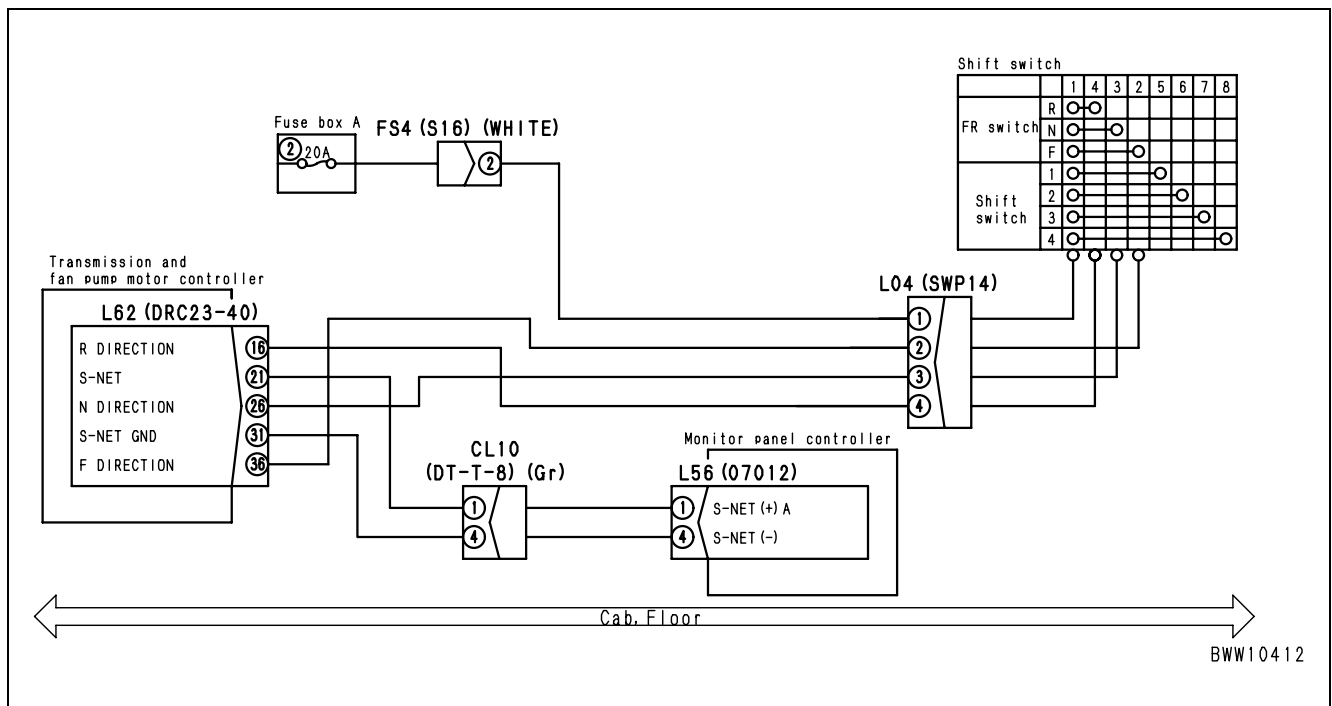 Shift switch
1 4 3 2 5 6 7 8
FR switch
R
N
F
Shift
switch
1
2
3
4
Fuse box A
2 20A
FS4 (S16) (WHITE)
2
Transmission and
fan pump motor controller
L62 (DRC23-40)
R DIRECTION 16
S-NET 21
N DIRECTION 26
S-NET GND 31
F DIRECTION 36
L04 (SWP14)
1
2
3
4
CL10
(DT-T-8) (Gr)
1
4
Monitor panel controller
L56 (07012)
1 S-NET (+) A
4 S-NET (-)
Cab, Floor
BWW10412